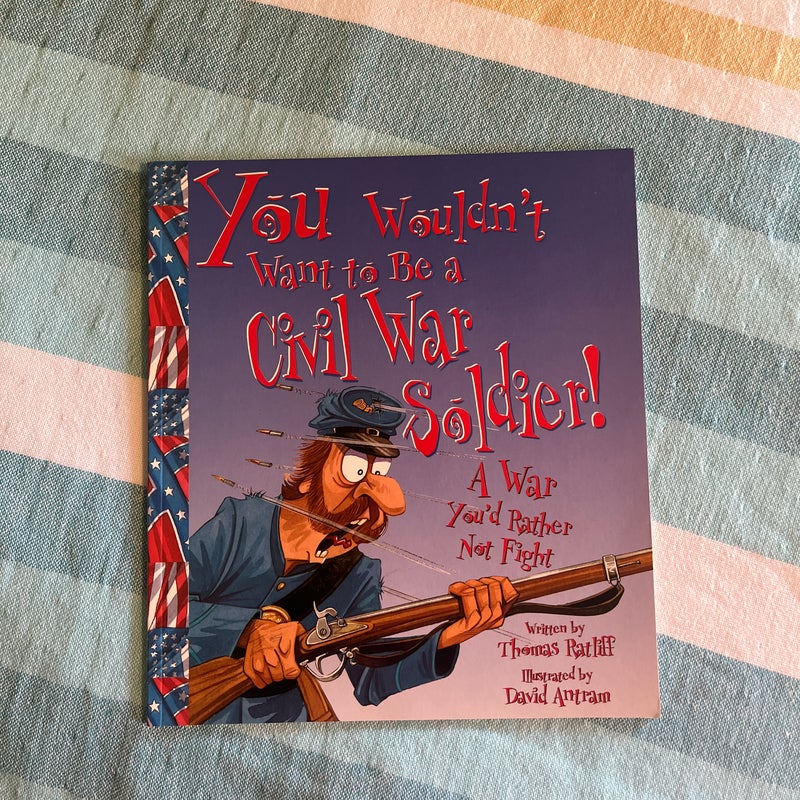 You Wouldn't
Want to Be a
Civil War
Soldier!
A War
You'd Rather
Not Fight
Written by
Thomas Ratliff
Illustrated by
David Antram